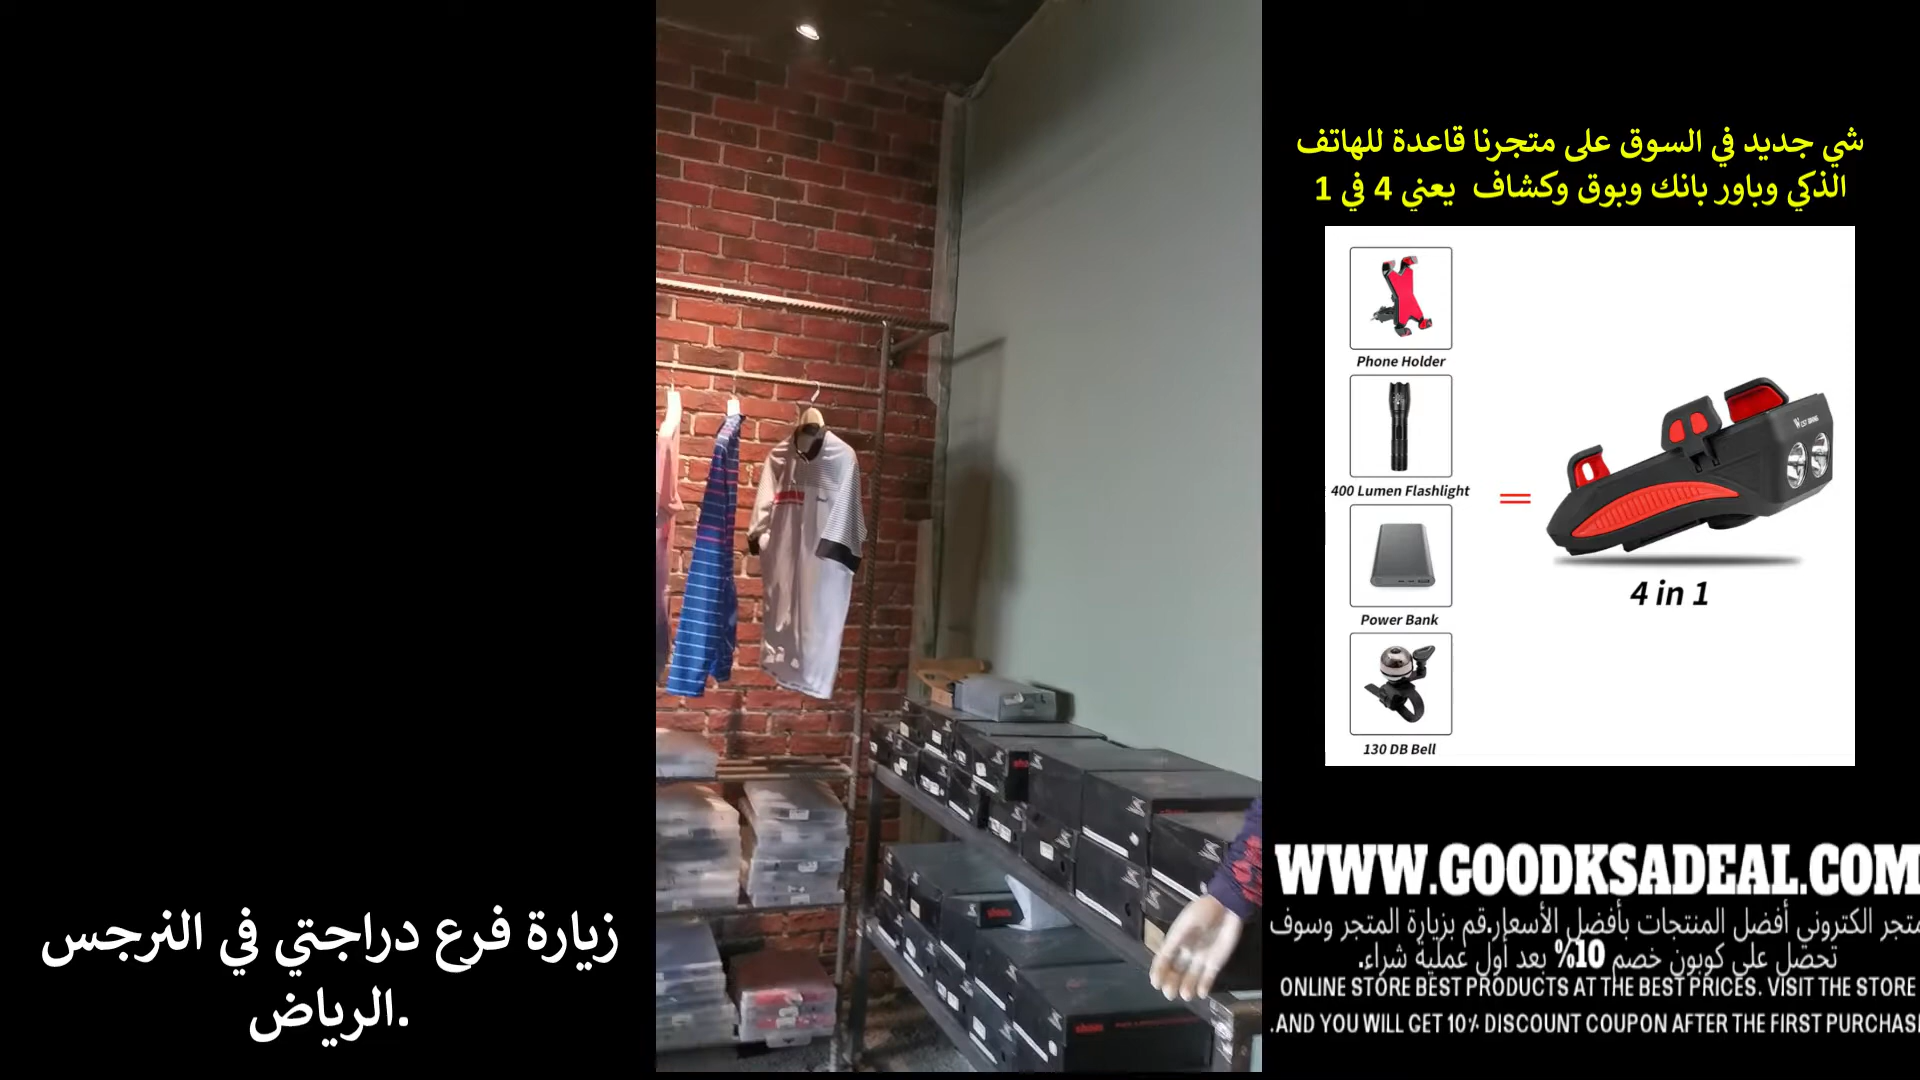 شي جديد في السوق على متجرنا قاعدة للهاتف
الذكي وباور بانك وبوق وكشاف يعني 4 في 1
Phone Holder
400 Lumen Flashlight
Power Bank
130 DB Bell
=
4 in 1
WWW.GOODKSADEAL.COM
متجر الكتروني أفضل المنتجات بأفضل الأسعار.قم بزيارة المتجر وسوف
تحصل على كوبون خصم 10% بعد أول عملية شراء.
ONLINE STORE BEST PRODUCTS AT THE BEST PRICES. VISIT THE STORE
.AND YOU WILL GET 10% DISCOUNT COUPON AFTER THE FIRST PURCHAS
زيارة فرع دراجتي في النرجس
الرياض.